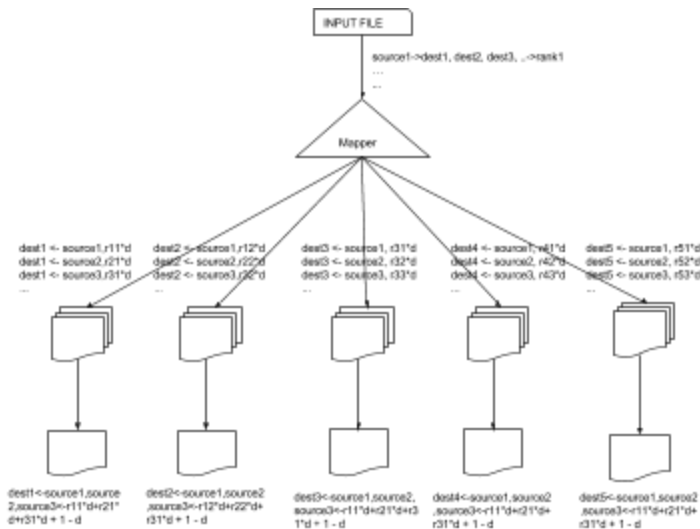 INPUT FILE
source1->dest1, dest2, dest3, ..->rank1
...
...
Mapper
dest1 <- source1,r11*d
dest1 <- source2,r21*d
dest1 <- source3,r31*d
...
dest2 <- source1,r12*d
dest2 <- source2,r22*d
dest2 <- source3,r32*d
...
dest3 <- source1, r31*d
dest3 <- source2, r32*d
dest3 <- source3, r33*d
...
dest4 <- source1, r41*d
dest4 <- source2, r42*d
dest4 <- source3, r43*d
...
dest5 <- source1, r51*d
dest5 <- source2, r52*d
dest5 <- source3, r53*d
...
dest1<-source1,source
2,source3<-r11*d+r21*
d+r31*d + 1 - d
dest2<-source1,source2
,source3<-r12*d+r22*d+
r31*d + 1 - d
dest3<-source1,source2,
source3<-r11*d+r21*d+r3
1*d + 1 - d
dest4<-source1,source2
,source3<-r11*d+r21*d+
r31*d + 1 - d
dest5<-source1,source2
,source3<-r11*d+r21*d+
r31*d + 1 - d